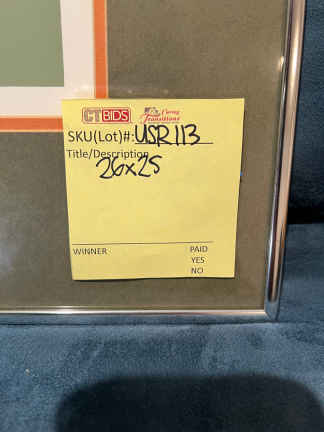 CTBIDS Caring Transitions
SKU(Lot)#: USR113
Title/Description
26x25
WINNER PAID
YES
NO